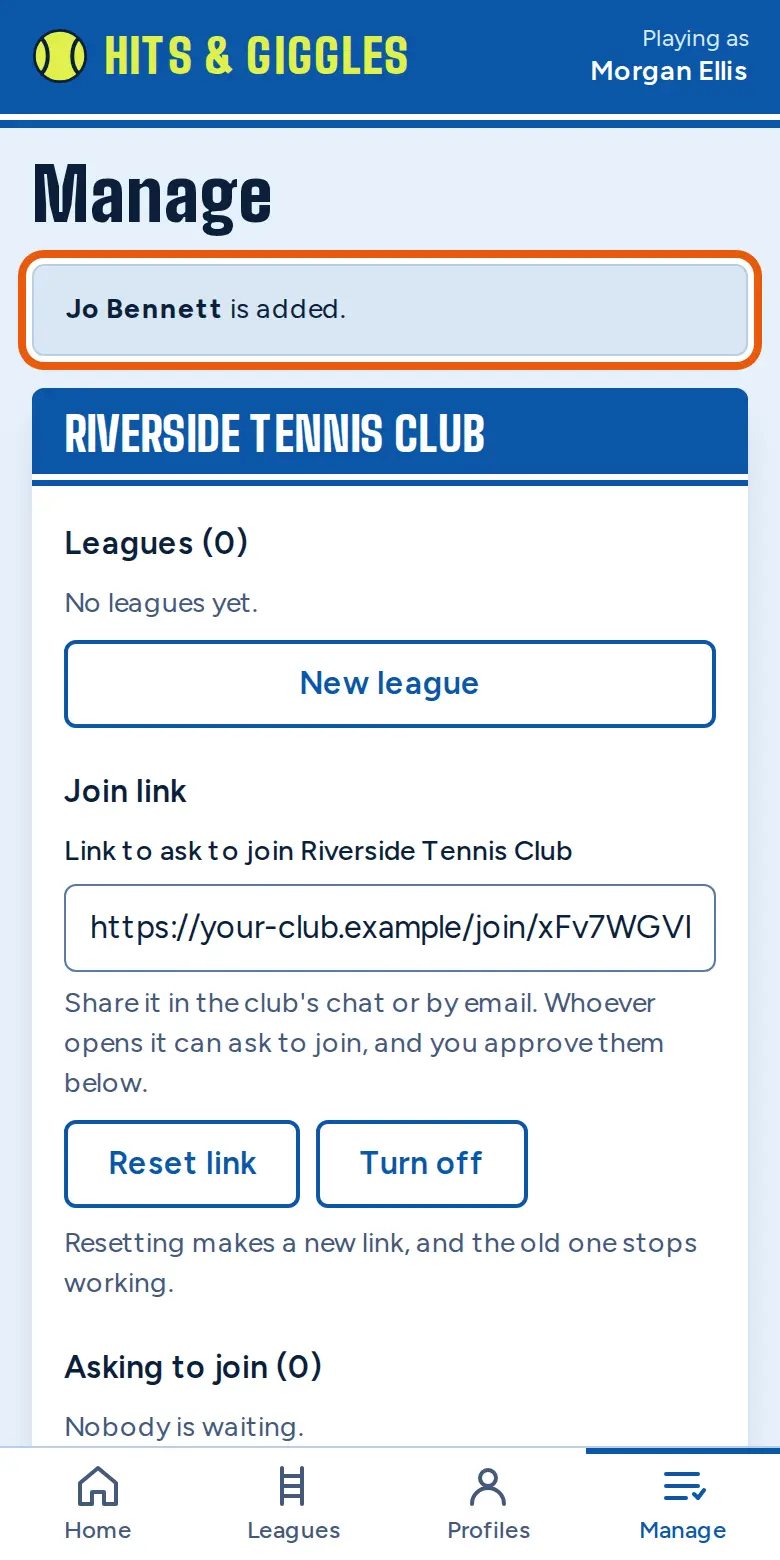 HITS & GIGGLES
Playing as
Morgan Ellis
Manage
Jo Bennett is added.
RIVERSIDE TENNIS CLUB
Leagues (0)
No leagues yet.
New league
Join link
Link to ask to join Riverside Tennis Club
https://your-club.example/join/xFv7WGVI
Share it in the club's chat or by email. Whoever
opens it can ask to join, and you approve them
below.
Reset link
Turn off
Resetting makes a new link, and the old one stops
working.
Asking to join (0)
Nobody is waiting.
Home
Leagues
Profiles
Manage